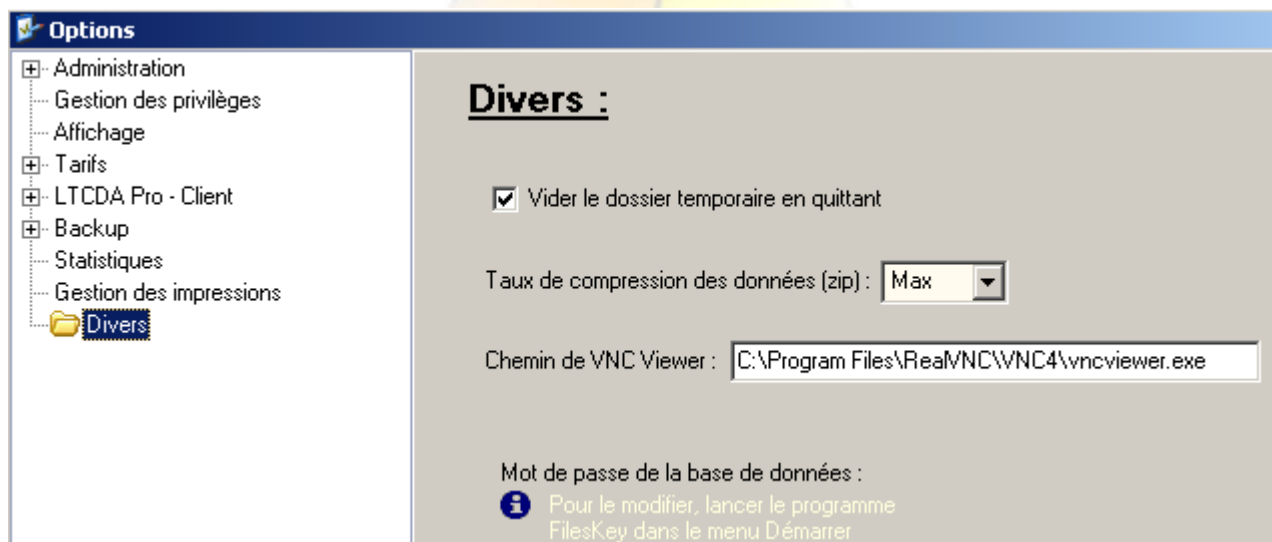 Options
Administration
Gestion des privilèges
Affichage
Tarifs
LTCDA Pro - Client
Backup
Statistiques
Gestion des impressions
Divers
Divers :
Vider le dossier temporaire en quittant
Taux de compression des données (zip) : Max
Chemin de VNC Viewer : C:\Program Files\RealVNC\VNC4\vncviewer.exe
Mot de passe de la base de données :
Pour le modifier, lancer le programme
FilesKey dans le menu Démarrer